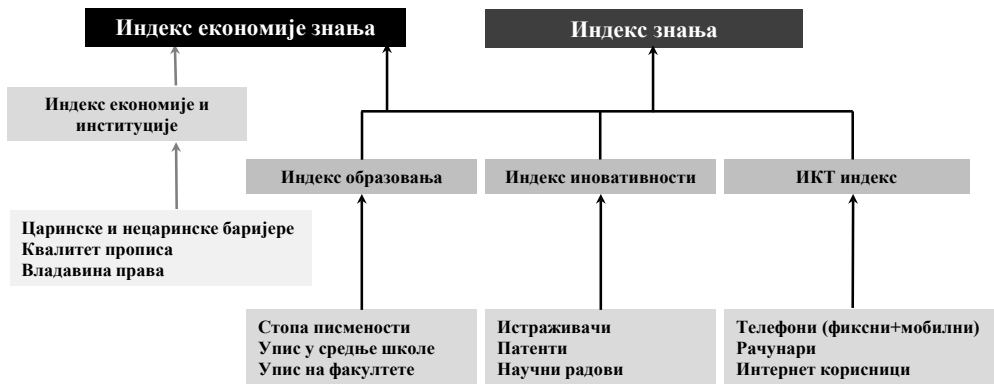 Индекс економије знања
Индекс знања
Индекс економије и
институције
Индекс образовања
Индекс иновативности
ИКТ индекс
Царинске и нецаринске баријере
Квалитет прописа
Владавина права
Стопа писмености
Упис у средње школе
Упис на факултете
Истраживачи
Патенти
Научни радови
Телефони (фиксни+мобилни)
Рачунари
Интернет корисници